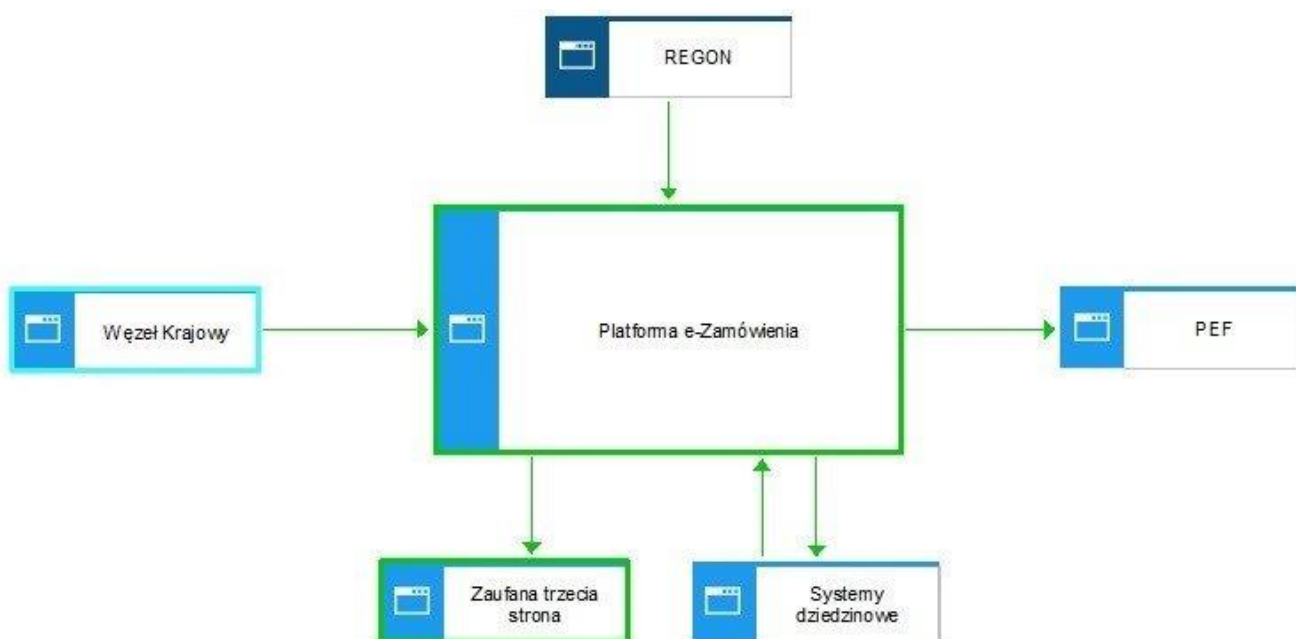 REGON
Węzeł Krajowy
Platforma e-Zamówienia
PEF
Zaufana trzecia
strona
Systemy
dziedzinowe